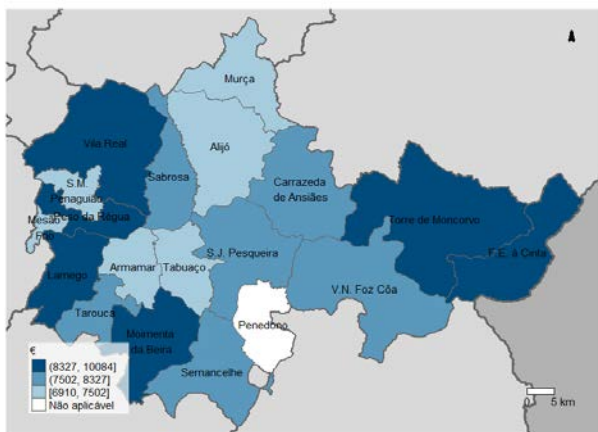 Murça
Vila Real
Alijó
Sabrosa
S.M.
Penaguião
Carrazeda
de Ansiães
Mesão
Frio
Peso da Régua
Torre de Moncorvo
F.E. à Cinta
S.J. Pesqueira
Lamego
Armamar
Tabuaço
V.N. Foz Côa
Tarouca
Penedono
Moimenta
da Beira
Sernancelhe
€
(8327, 10084]
(7502, 8327]
[6910, 7502]
Não aplicável
0 5 km